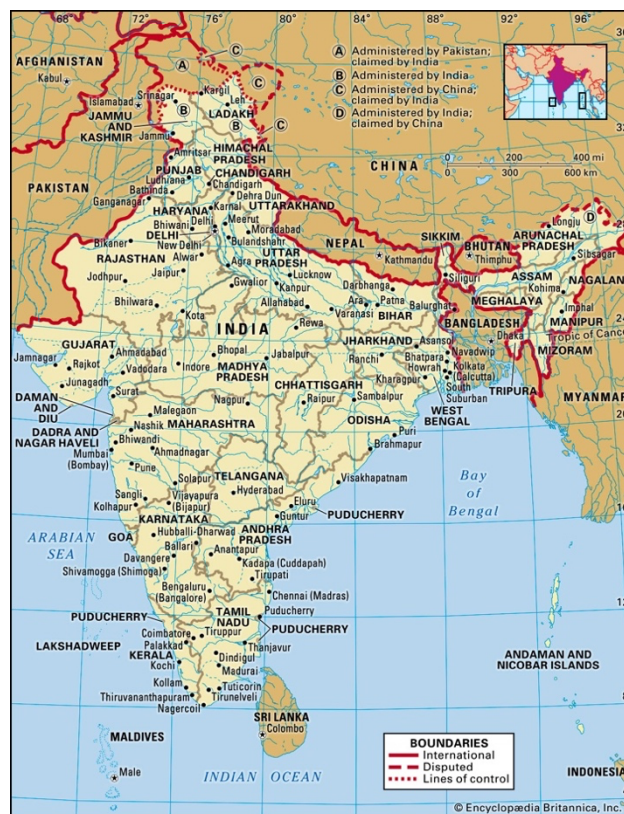 68
72
76
80
84
88
92
96
36
AFGHANISTAN
Kabul
Islamabad
A
C
C
Srinagar
Kargil
Leh
B
JAMMU
AND
KASHMIR
LADAKH
B
C
Jammu
A Administered by Pakistan;
claimed by India
B Administered by India
C Administered by China;
claimed by India
D Administered by India;
claimed by China
0 200 400 mi
0 300 600 km
CHINA
PAKISTAN
HIMACHAL
PRADESH
Amritsar
PUNJAB
CHANDIGARH
Ludhiana
Chandigarh
Bathinda
Dehra Dun
Ganganagar
UTTARAKHAND
HARYANA
Karnal
Bhiwani
Delhi
Meerut
DELHI
Moradabad
New Delhi
Bulandshahr
Bikaner
Alwar
RAJASTHAN
Agra
UTTAR
PRADESH
Jodhpur
Jaipur
Gwalior
Lucknow
Kanpur
Bhilwara
Kota
Allahabad
Varanasi
NEPAL
Kathmandu
SIKKIM
BHUTAN
Thimphu
Longju
D
28
ARUNACHAL
PRADESH
Sibsagar
Siliguri
ASSAM
NAGALAND
Kohima
MEGHALAYA
Imphal
Darbhanga
Ara
Patna
BIHAR
Balurghat
BANGLADESH
MANIPUR
24
Dhaka
Tropic of Cancer
MIZORAM
TRIPURA
MYANMAR
INDIA
Rewa
JHARKHAND
Asansol
Navadwip
Ranchi
Bhatpara
Kolkata
(Calcutta)
Howrah
Kharagpur
South
Suburban
WEST
BENGAL
GUJARAT
Jamnagar
Ahmadabad
Rajkot
Vadodara
Indore
Bhopal
Jabalpur
MADHYA
PRADESH
Junagadh
Surat
CHHATTISGARH
DAMAN
AND
DIU
Nagpur
Raipur
Sambalpur
Malegaon
DADRA AND
NAGAR HAVELI
Nashik
MAHARASHTRA
ODISHA
Puri
Bhiwandi
Brahmapur
Mumbai
(Bombay)
Ahmadnagar
Pune
Solapur
TELANGANA
Visakhapatnam
Bay
of
Bengal
Sangli
Vijayapura
(Bijapur)
Hyderabad
Kolhapur
Eluru
PUDUCHERRY
KARNATAKA
Guntur
16
ARABIAN
SEA
GOA
Hubballi-Dharwad
ANDHRA
PRADESH
Ballari
Anantapur
Davangere
Kadapa (Cuddapah)
Shivamogga (Shimoga)
Tirupati
Bengaluru
(Bangalore)
Chennai (Madras)
12
PUDUCHERRY
TAMIL
NADU
Puducherry
Coimbatore
Tiruppur
PUDUCHERRY
LAKSHADWEEP
Palakkad
Thanjavur
KERALA
Dindigul
Kochi
Madurai
ANDAMAN AND
NICOBAR ISLANDS
Kollam
Tuticorin
Thiruvananthapuram
Tirunelveli
8
Nagercoil
SRI LANKA
Colombo
MALDIVES
Male
INDIAN OCEAN
BOUNDARIES
International
Disputed
Lines of control
INDONESIA
© Encyclopædia Britannica, Inc.